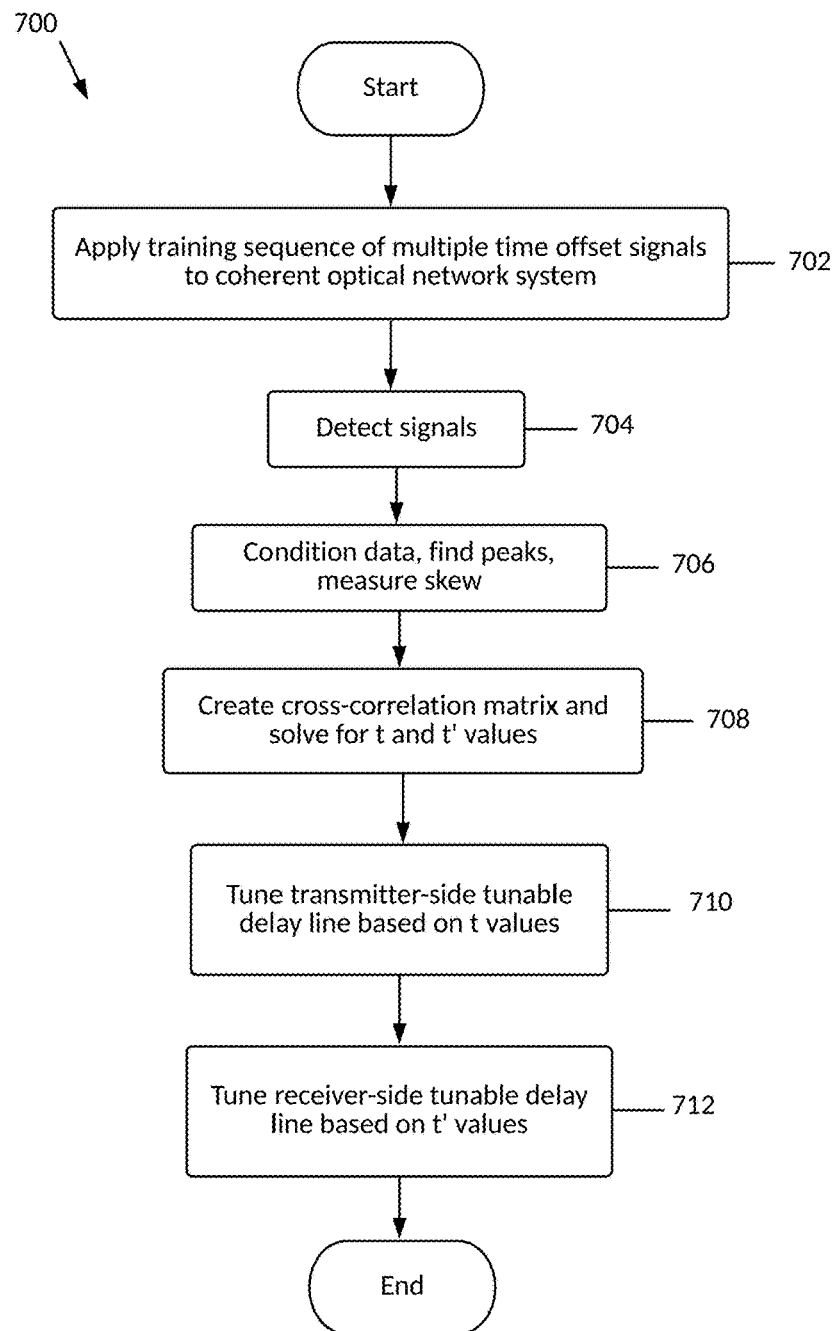 700
Start
Apply training sequence of multiple time offset signals
to coherent optical network system
702
Detect signals
704
Condition data, find peaks,
measure skew
706
Create cross-correlation matrix and
solve for t and t' values
708
Tune transmitter-side tunable
delay line based on t values
710
Tune receiver-side tunable delay
line based on t' values
712
End